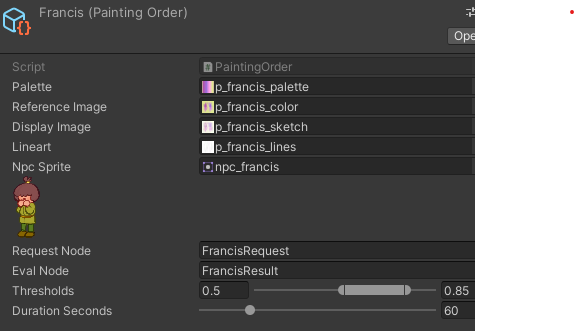 Francis (Painting Order)
Ope
Script PaintingOrder
Palette p_francis_palette
Reference Image p_francis_color
Display Image p_francis_sketch
Lineart p_francis_lines
Npc Sprite npc_francis
Request Node FrancisRequest
Eval Node FrancisResult
Thresholds 0.5 0.85
Duration Seconds 60